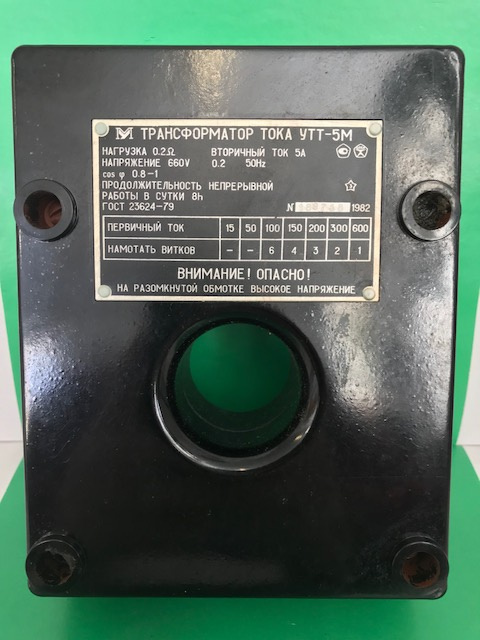 ТРАНСФОРМАТОР ТОКА УТТ-5М
НАГРУЗКА 0.2Ω ВТОРИЧНЫЙ ТОК 5А
НАПРЯЖЕНИЕ 660V 0.2 50Hz
cos φ 0.8-1
ПРОДОЛЖИТЕЛЬНОСТЬ НЕПРЕРЫВНОЙ
РАБОТЫ В СУТКИ 8h
ГОСТ 23624-79 N 1982
ПЕРВИЧНЫЙ ТОК 15 50 100 150 200 300 600
НАМОТАТЬ ВИТКОВ - - 6 4 3 2 1
ВНИМАНИЕ! ОПАСНО!
НА РАЗОМКНУТОЙ ОБМОТКЕ ВЫСОКОЕ НАПРЯЖЕНИЕ